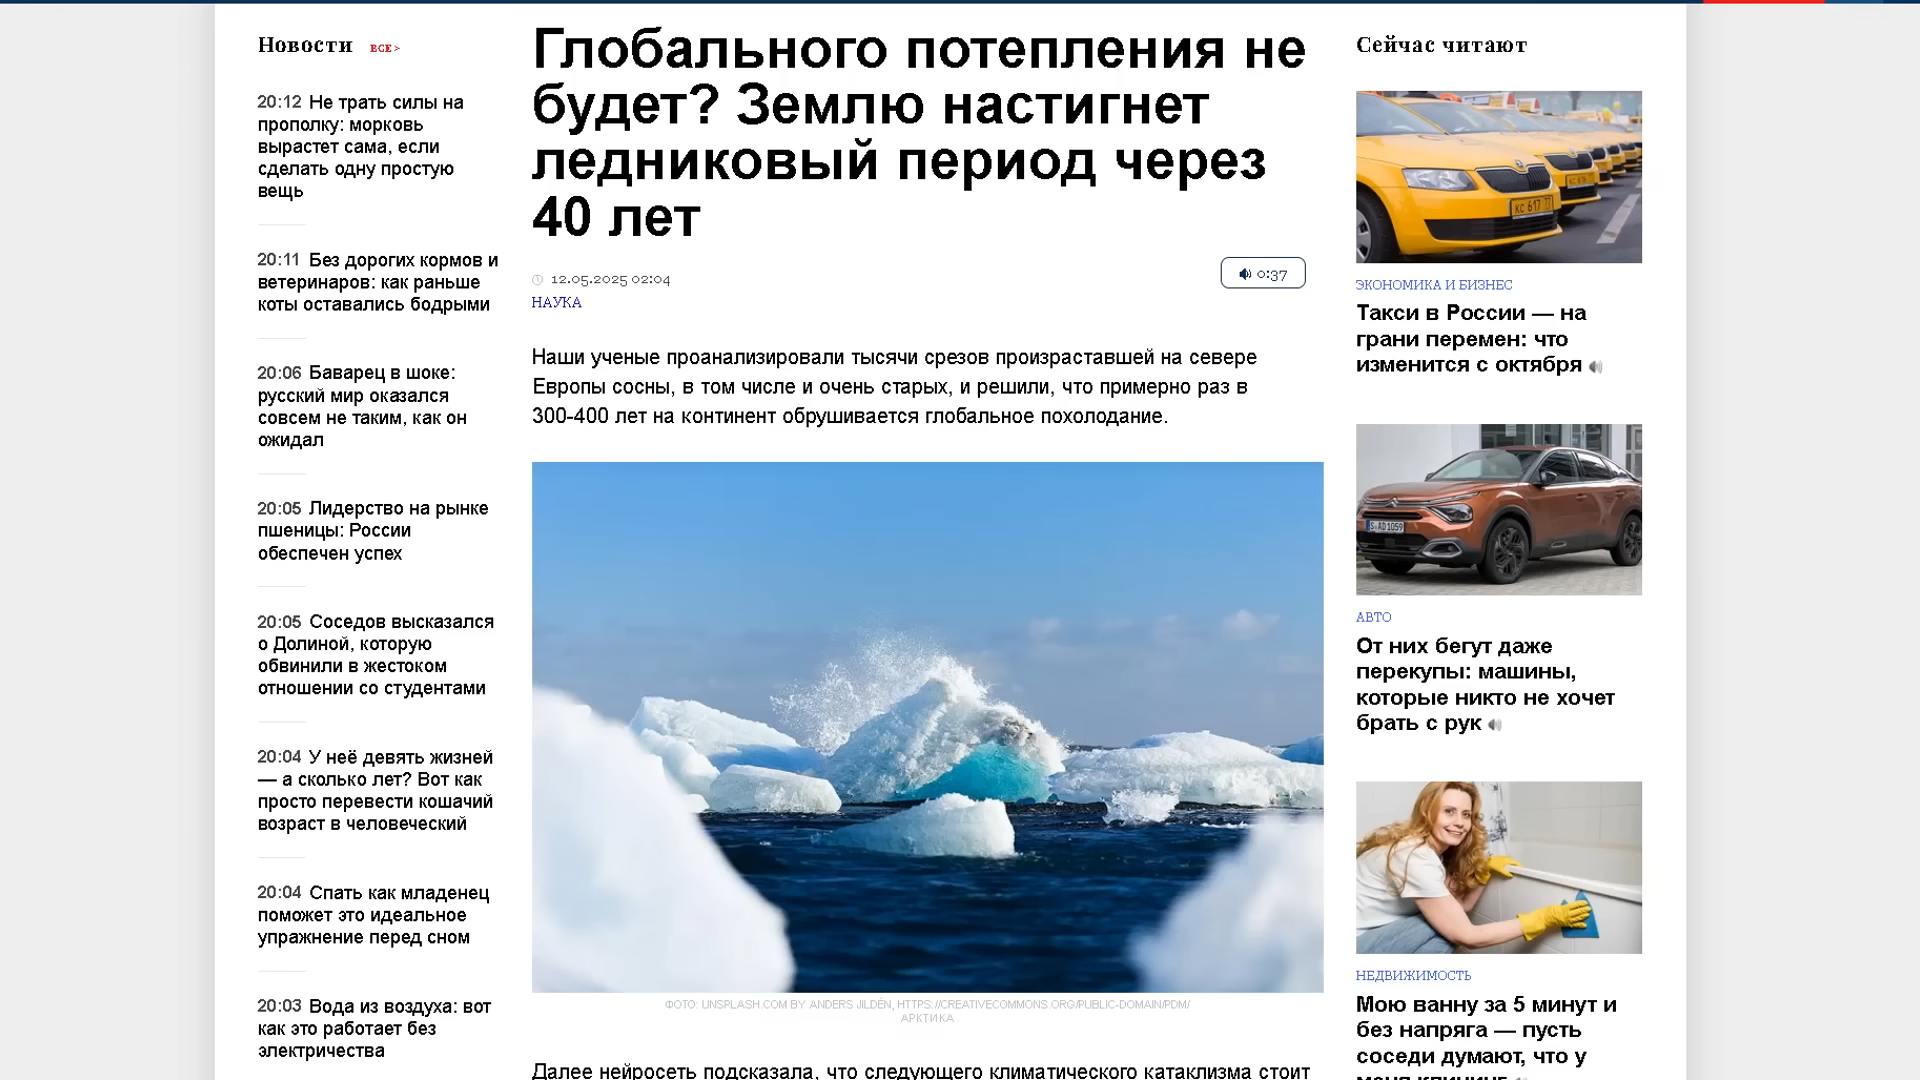 Новости ВСЕ>
20:12 Не трать силы на
прополку: морковь
вырастет сама, если
сделать одну простую
вещь
20:11 Без дорогих кормов и
ветеринаров: как раньше
коты оставались бодрыми
20:06 Баварец в шоке:
русский мир оказался
совсем не таким, как он
ожидал
20:05 Лидерство на рынке
пшеницы: России
обеспечен успех
20:05 Соседов высказался
о Долиной, которую
обвинили в жестоком
отношении со студентами
20:04 У неё девять жизней
— а сколько лет? Вот как
просто перевести кошачий
возраст в человеческий
20:04 Спать как младенец
поможет это идеальное
упражнение перед сном
20:03 Вода из воздуха: вот
как это работает без
электричества
Глобального потепления не
будет? Землю настигнет
ледниковый период через
40 лет
12.05.2025 02:04
0:37
НАУКА
Наши ученые проанализировали тысячи срезов произраставшей на севере
Европы сосны, в том числе и очень старых, и решили, что примерно раз в
300-400 лет на континент обрушивается глобальное похолодание.
ФОТО: UNSPLASH.COM BY ANDERS JILDÉN, HTTPS://CREATIVECOMMONS.ORG/PUBLIC-DOMAIN/PDM/
АРКТИКА
Далее нейросеть подсказала, что следующего климатического катаклизма стоит
Сейчас читают
КС 617 77
ЭКОНОМИКА И БИЗНЕС
Такси в России — на
грани перемен: что
изменится с октября
S AD 1059
АВТО
От них бегут даже
перекупы: машины,
которые никто не хочет
брать с рук
НЕДВИЖИМОСТЬ
Мою ванну за 5 минут и
без напряга — пусть
соседи думают, что у
меня клининг